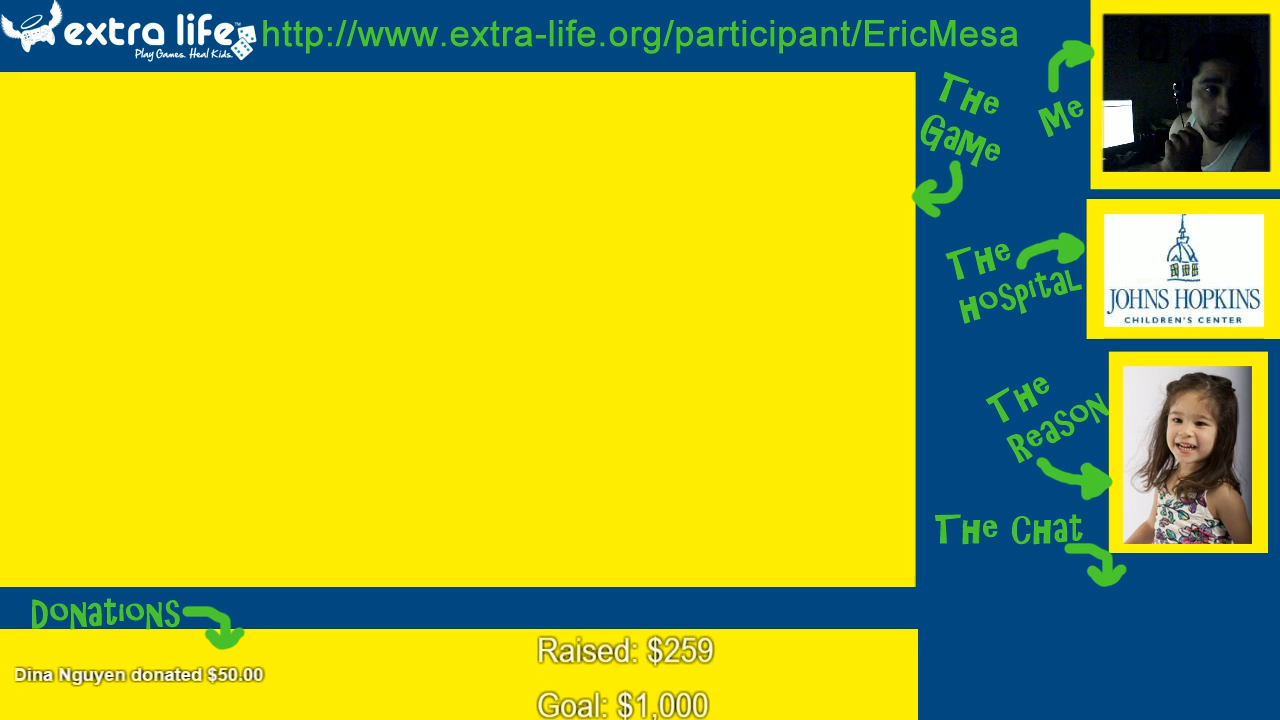 extra life
Play Games. Heal Kids.
http://www.extra-life.org/participant/EricMesa
The
Game
Me
The
Hospital
JOHNS HOPKINS
CHILDREN'S CENTER
The
Reason
The Chat
Donations
Dina Nguyen donated $50.00
Raised: $259
Goal: $1,000